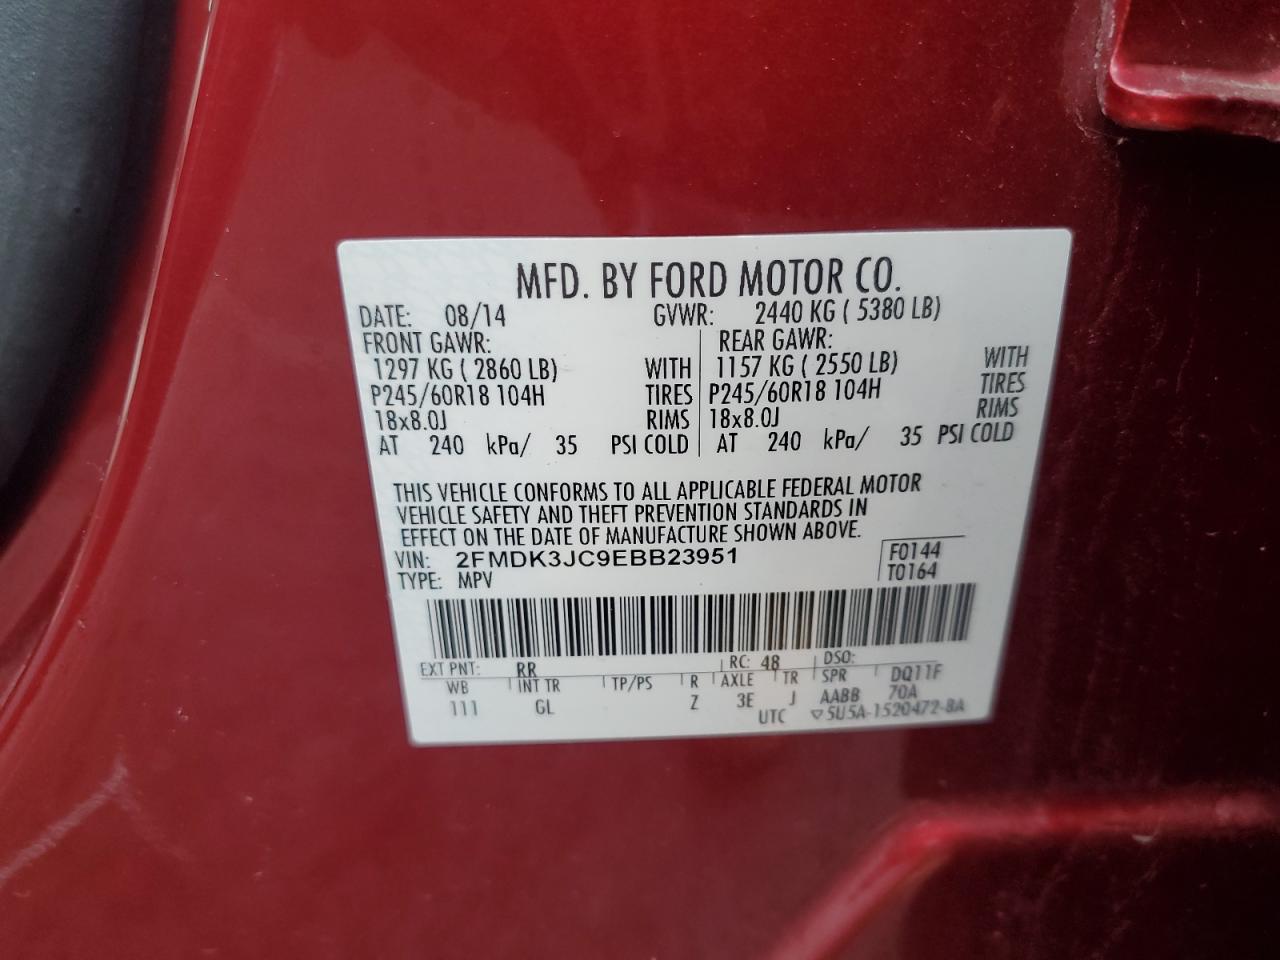 MFD. BY FORD MOTOR CO.
DATE: 08/14 GVWR: 2440 KG ( 5380 LB)
FRONT GAWR: REAR GAWR:
1297 KG ( 2860 LB) WITH 1157 KG ( 2550 LB) WITH
P245/60R18 104H TIRES P245/60R18 104H TIRES
18x8.0J RIMS 18x8.0J RIMS
AT 240 kPa/ 35 PSI COLD AT 240 kPa/ 35 PSI COLD
THIS VEHICLE CONFORMS TO ALL APPLICABLE FEDERAL MOTOR
VEHICLE SAFETY AND THEFT PREVENTION STANDARDS IN
EFFECT ON THE DATE OF MANUFACTURE SHOWN ABOVE.
VIN: 2FMDK3JC9EBB23951 F0144
TYPE: MPV T0164
EXT PNT: RR RC: 48 DSO:
WB INT TR TP/PS R AXLE TR SPR DQ11F
111 GL Z 3E J AABB 70A
UTC ▽5U5A-1520472-BA